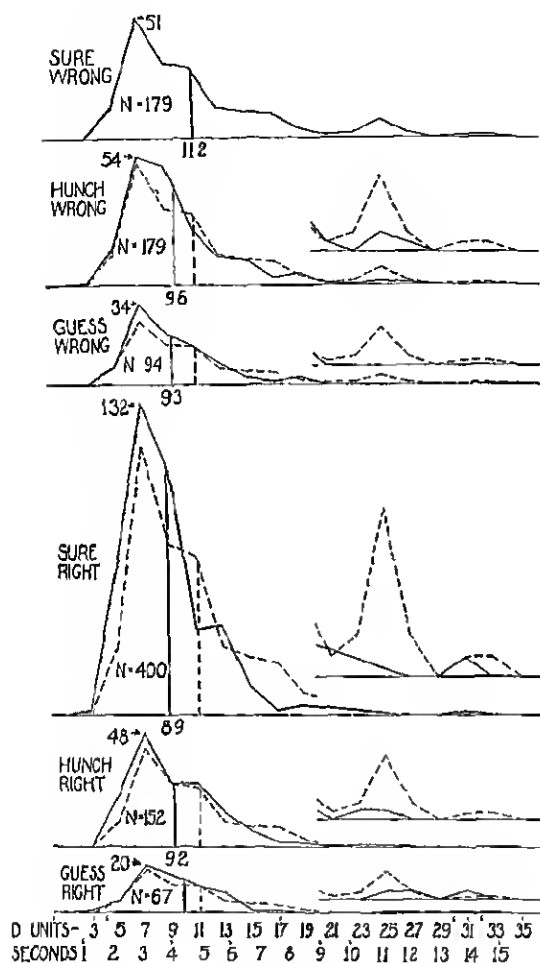 51
SURE
WRONG
N=179
112
54
HUNCH
WRONG
N=179
96
34
GUESS
WRONG
N 94
93
132
SURE
RIGHT
N=400
89
48
HUNCH
RIGHT
N=152
92
20
GUESS
RIGHT
N=67
D UNITS- 3 5 7 9 11 13 15 17 19 21 23 25 27 29 31 33 35
SECONDS 1 2 3 4 5 6 7 8 9 10 11 12 13 14 15